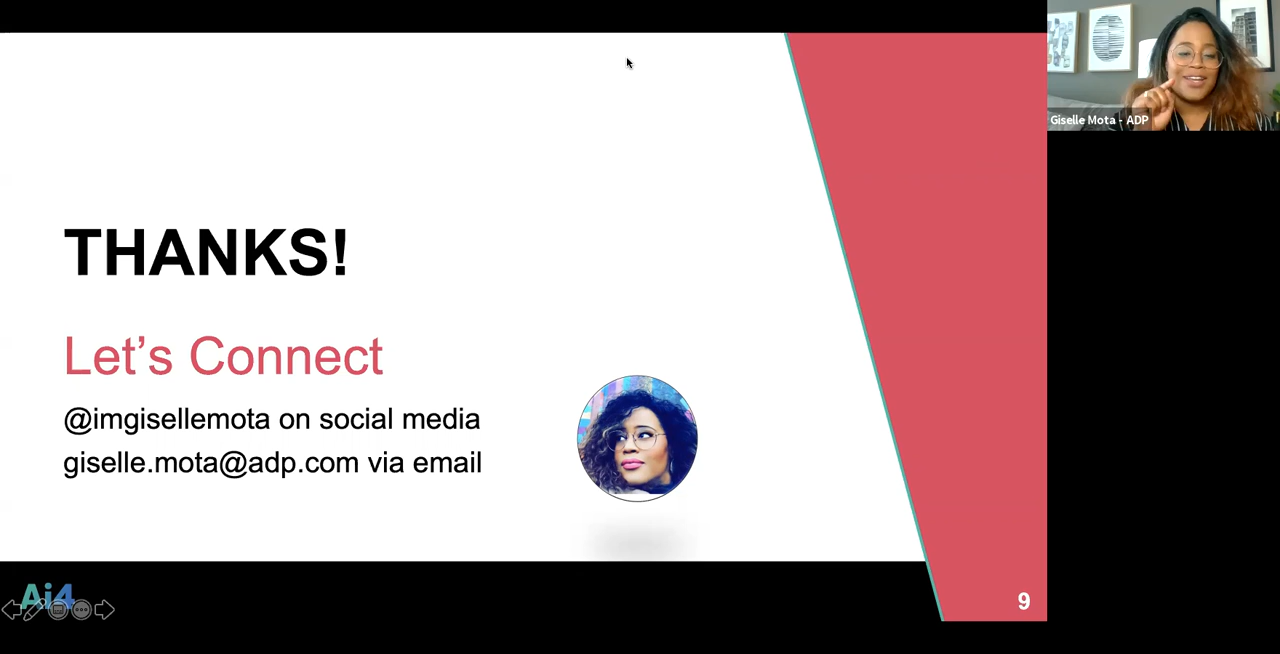 Giselle Mota - ADP
THANKS!
Let's Connect
@imgisellemota on social media
giselle.mota@adp.com via email
Ai4
9